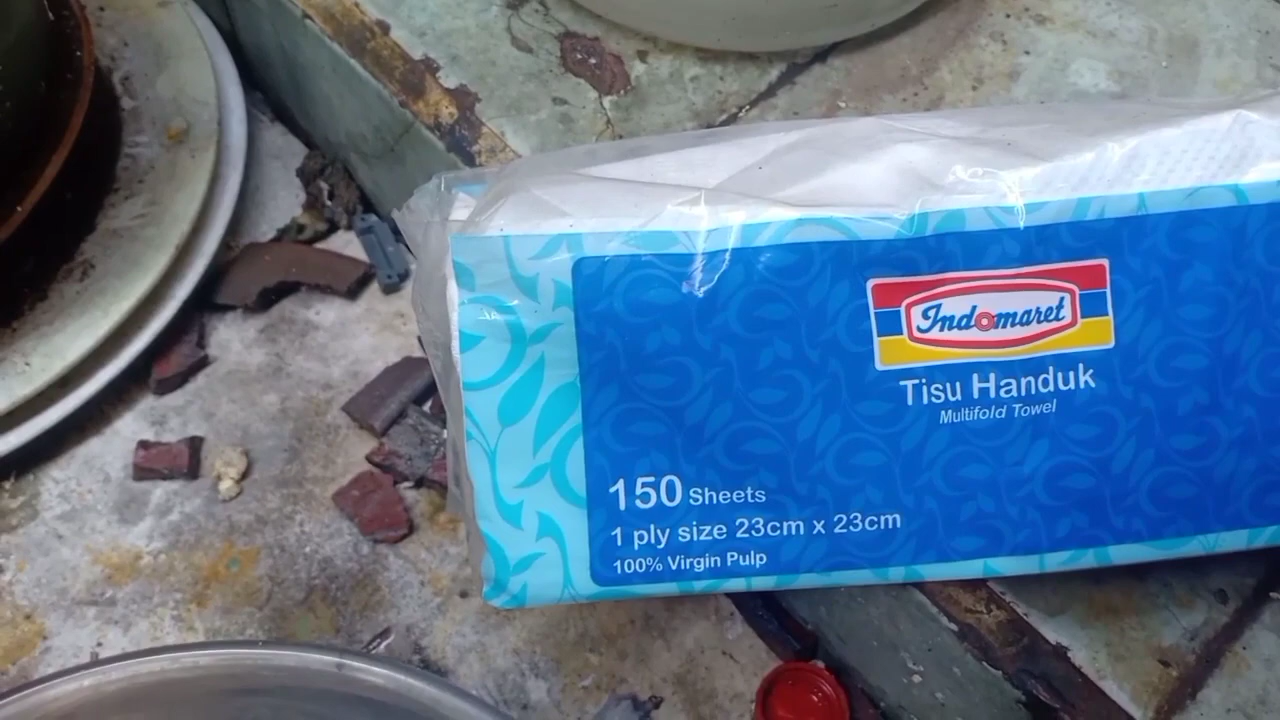 Indomaret
Tisu Handuk
Multifold Towel
150 Sheets
1 ply size 23cm x 23cm
100% Virgin Pulp